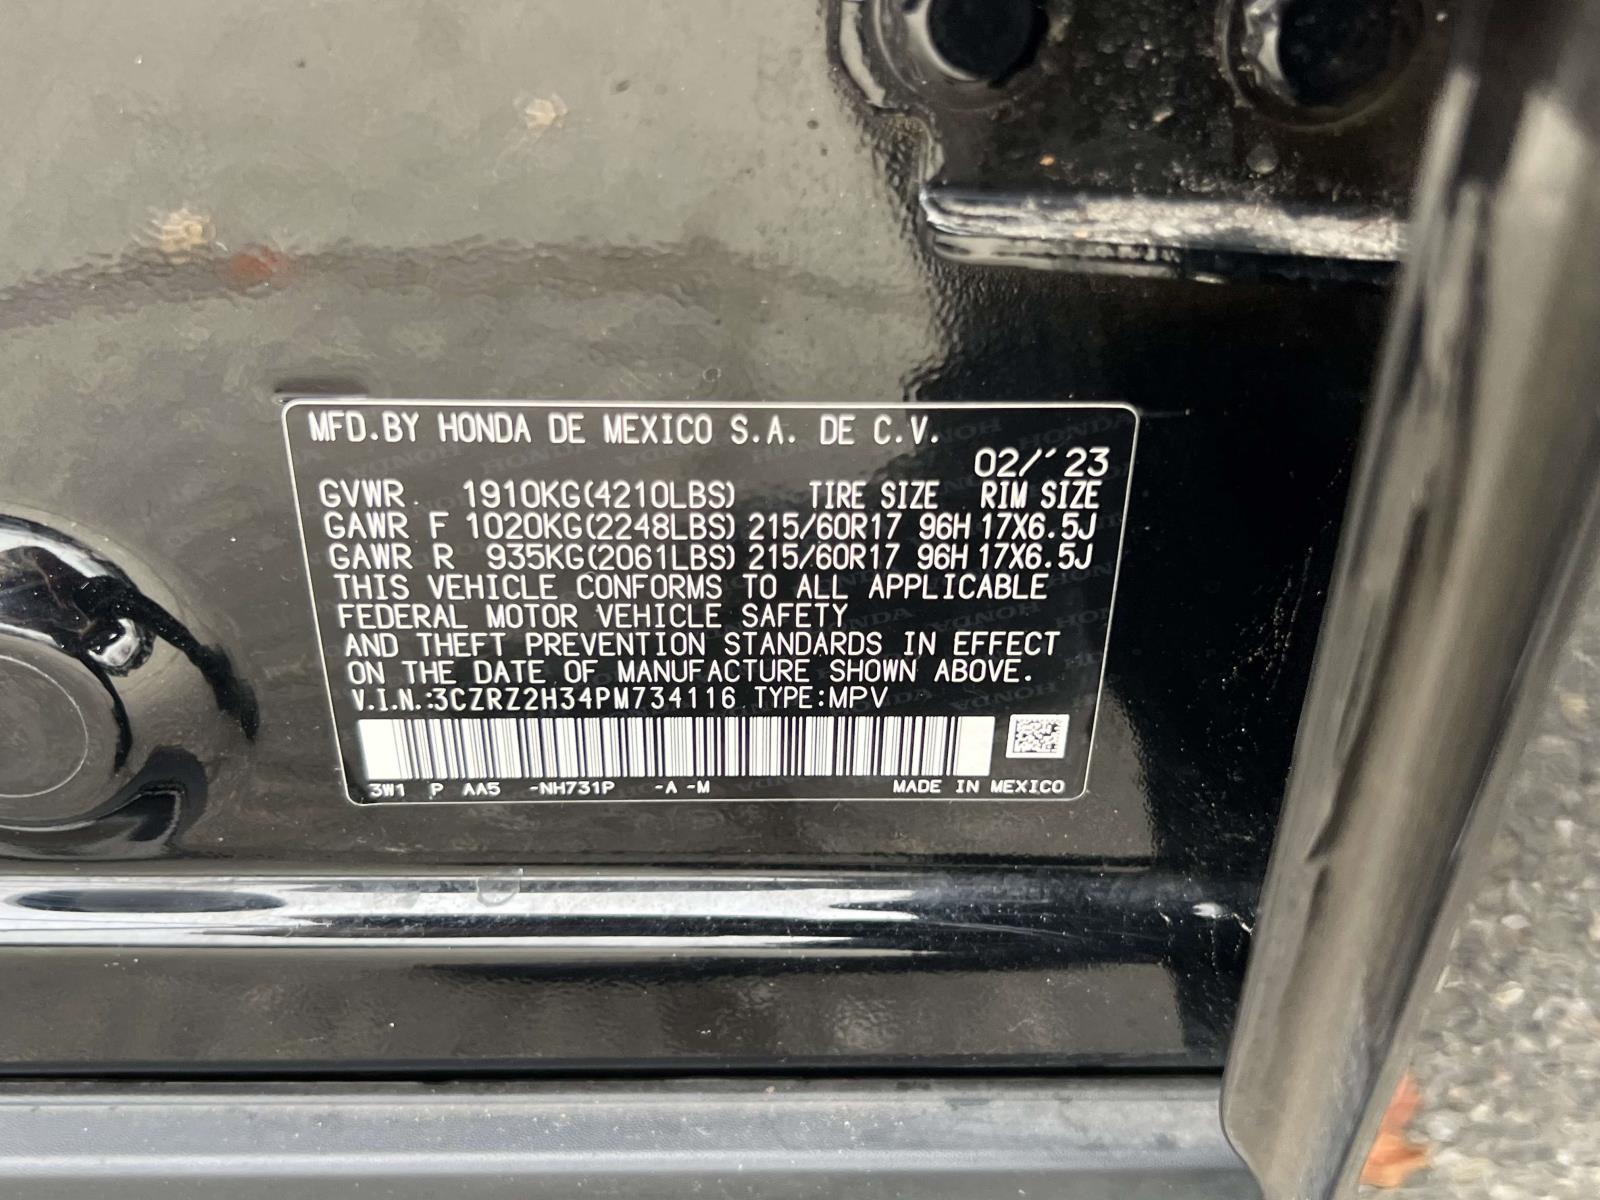 MFD.BY HONDA DE MEXICO S.A. DE C.V.
02/´23
GVWR. 1910KG(4210LBS) TIRE SIZE RIM SIZE
GAWR F 1020KG(2248LBS) 215/60R17 96H 17X6.5J
GAWR R 935KG(2061LBS) 215/60R17 96H 17X6.5J
THIS VEHICLE CONFORMS TO ALL APPLICABLE
FEDERAL MOTOR VEHICLE SAFETY
AND THEFT PREVENTION STANDARDS IN EFFECT
ON THE DATE OF MANUFACTURE SHOWN ABOVE.
V.I.N.:3CZRZ2H34PM734116 TYPE:MPV
3W1 P AA5 -NH731P -A -M MADE IN MEXICO